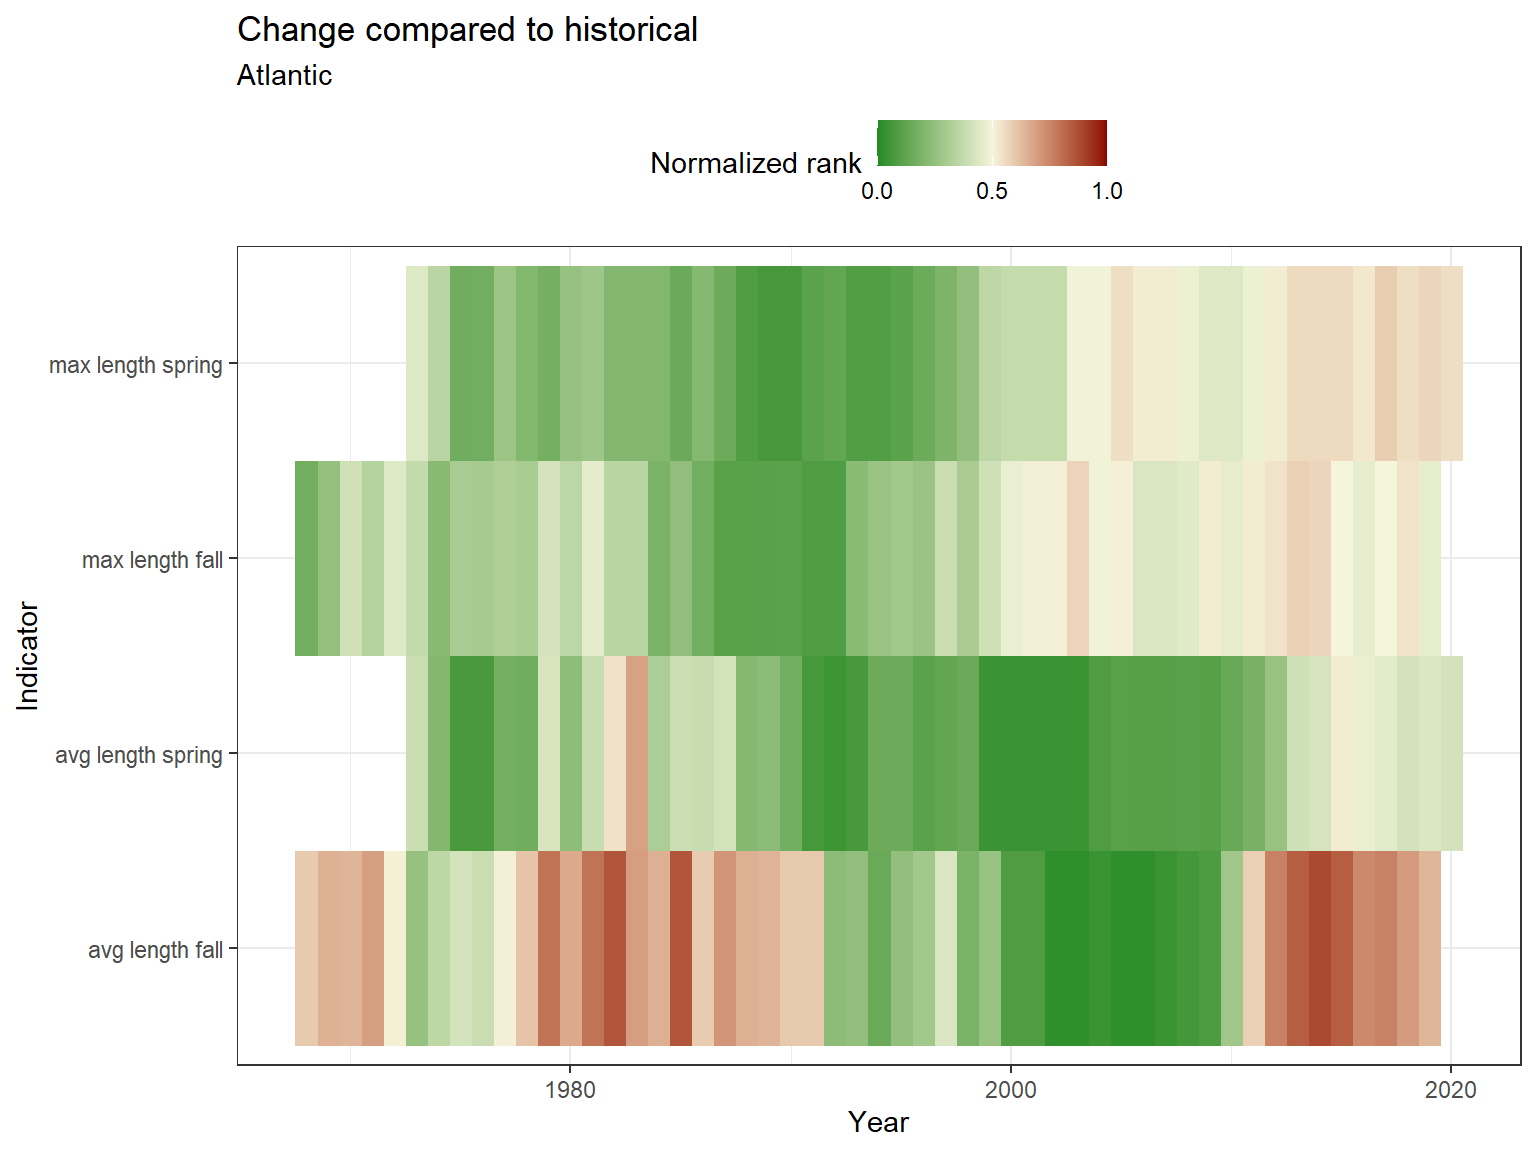 Change compared to historical
Atlantic
Normalized rank
0.0 0.5 1.0
max length spring
max length fall
avg length spring
avg length fall
Indicator
1980 2000 2020
Year